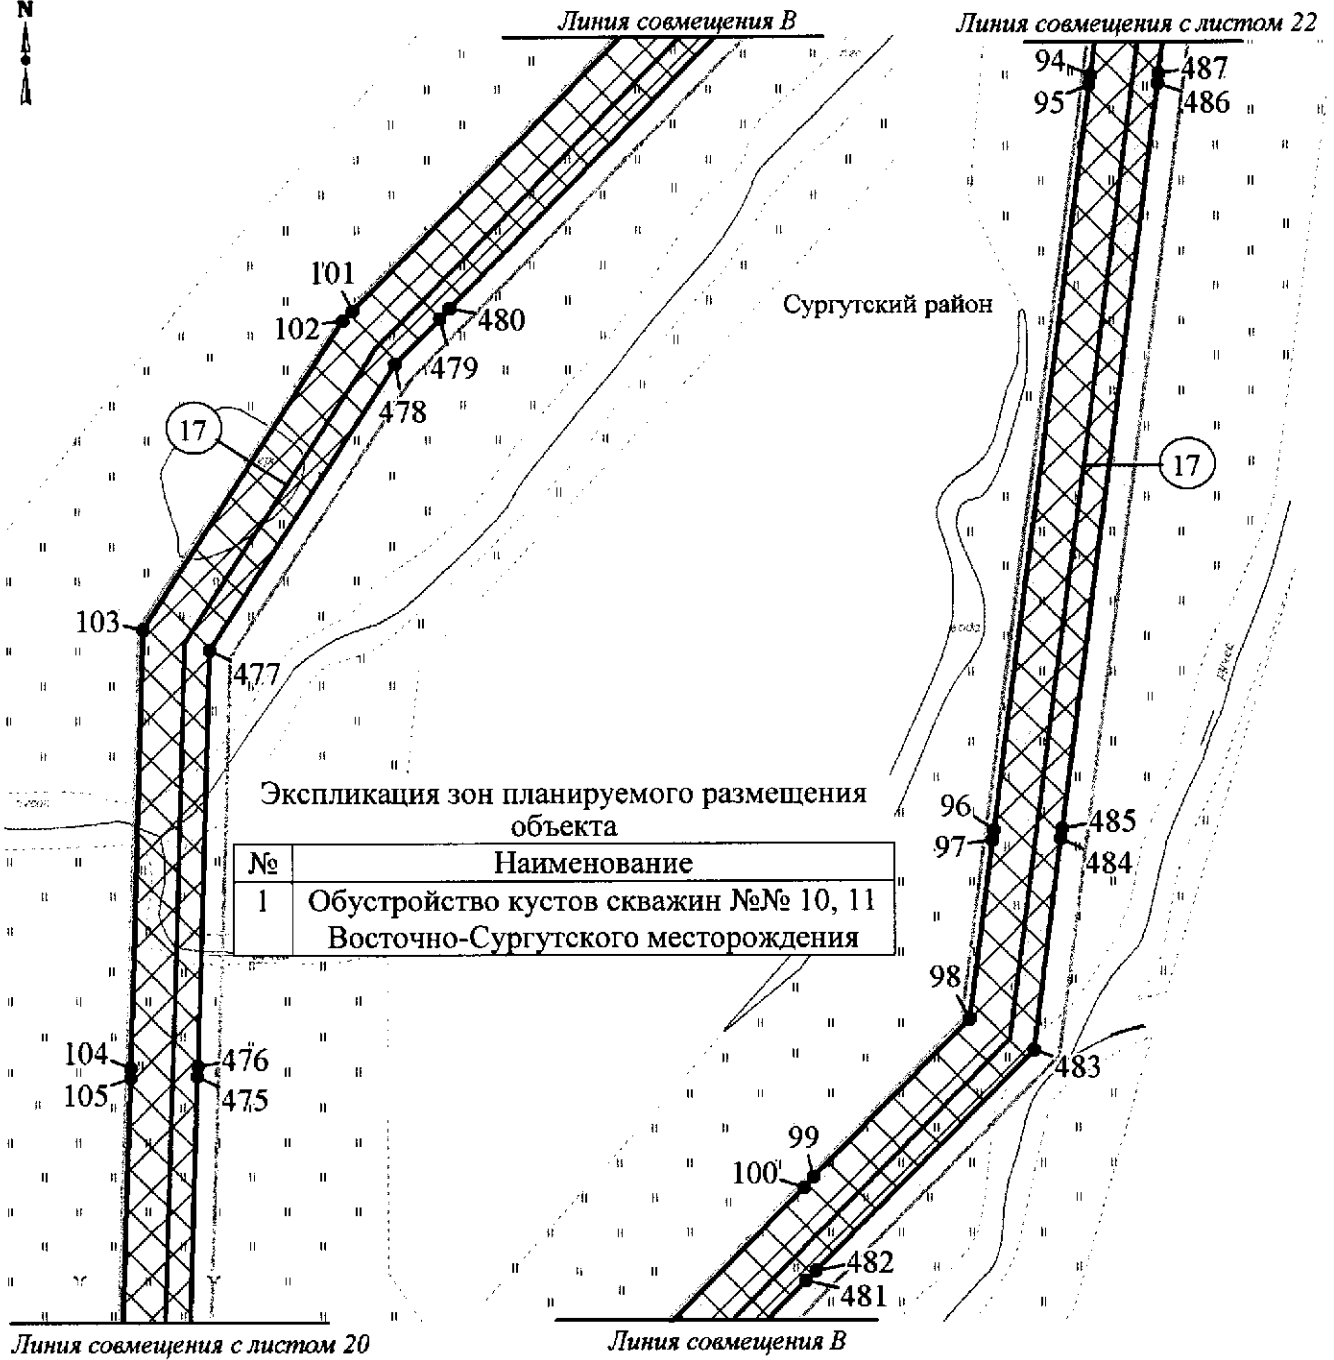 N
Линия совмещения В
Линия совмещения с листом 22
94
95
487
486
101
102
480
479
478
Сургутский район
17
17
103
477
вода
Экспликация зон планируемого размещения
объекта
№ Наименование
1 Обустройство кустов скважин №№ 10, 11
Восточно-Сургутского месторождения
96
97
485
484
98
483
104
105
476
475
99
100
482
481
Линия совмещения с листом 20
Линия совмещения В